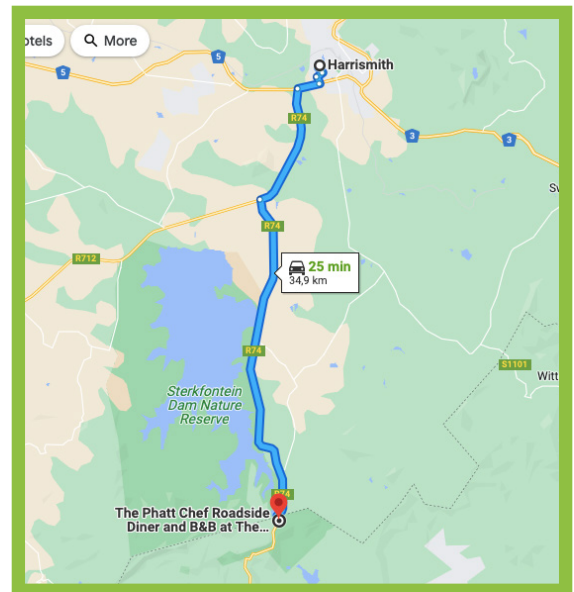 otels
More
5
5
Harrismith
R74
3
3
Sw
R74
R712
25 min
34,9 km
R74
S1101
Witt
Sterkfontein
Dam Nature
Reserve
R74
The Phatt Chef Roadside
Diner and B&B at The...